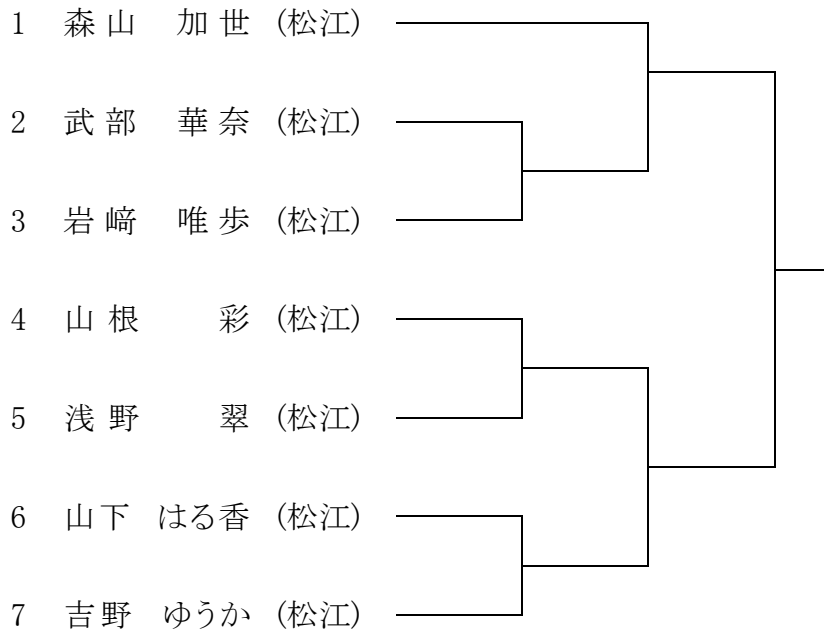 1 森山 加世 (松江)
2 武部 華奈 (松江)
3 岩﨑 唯歩 (松江)
4 山根 彩 (松江)
5 浅野 翠 (松江)
6 山下 はる香 (松江)
7 吉野 ゆうか (松江)